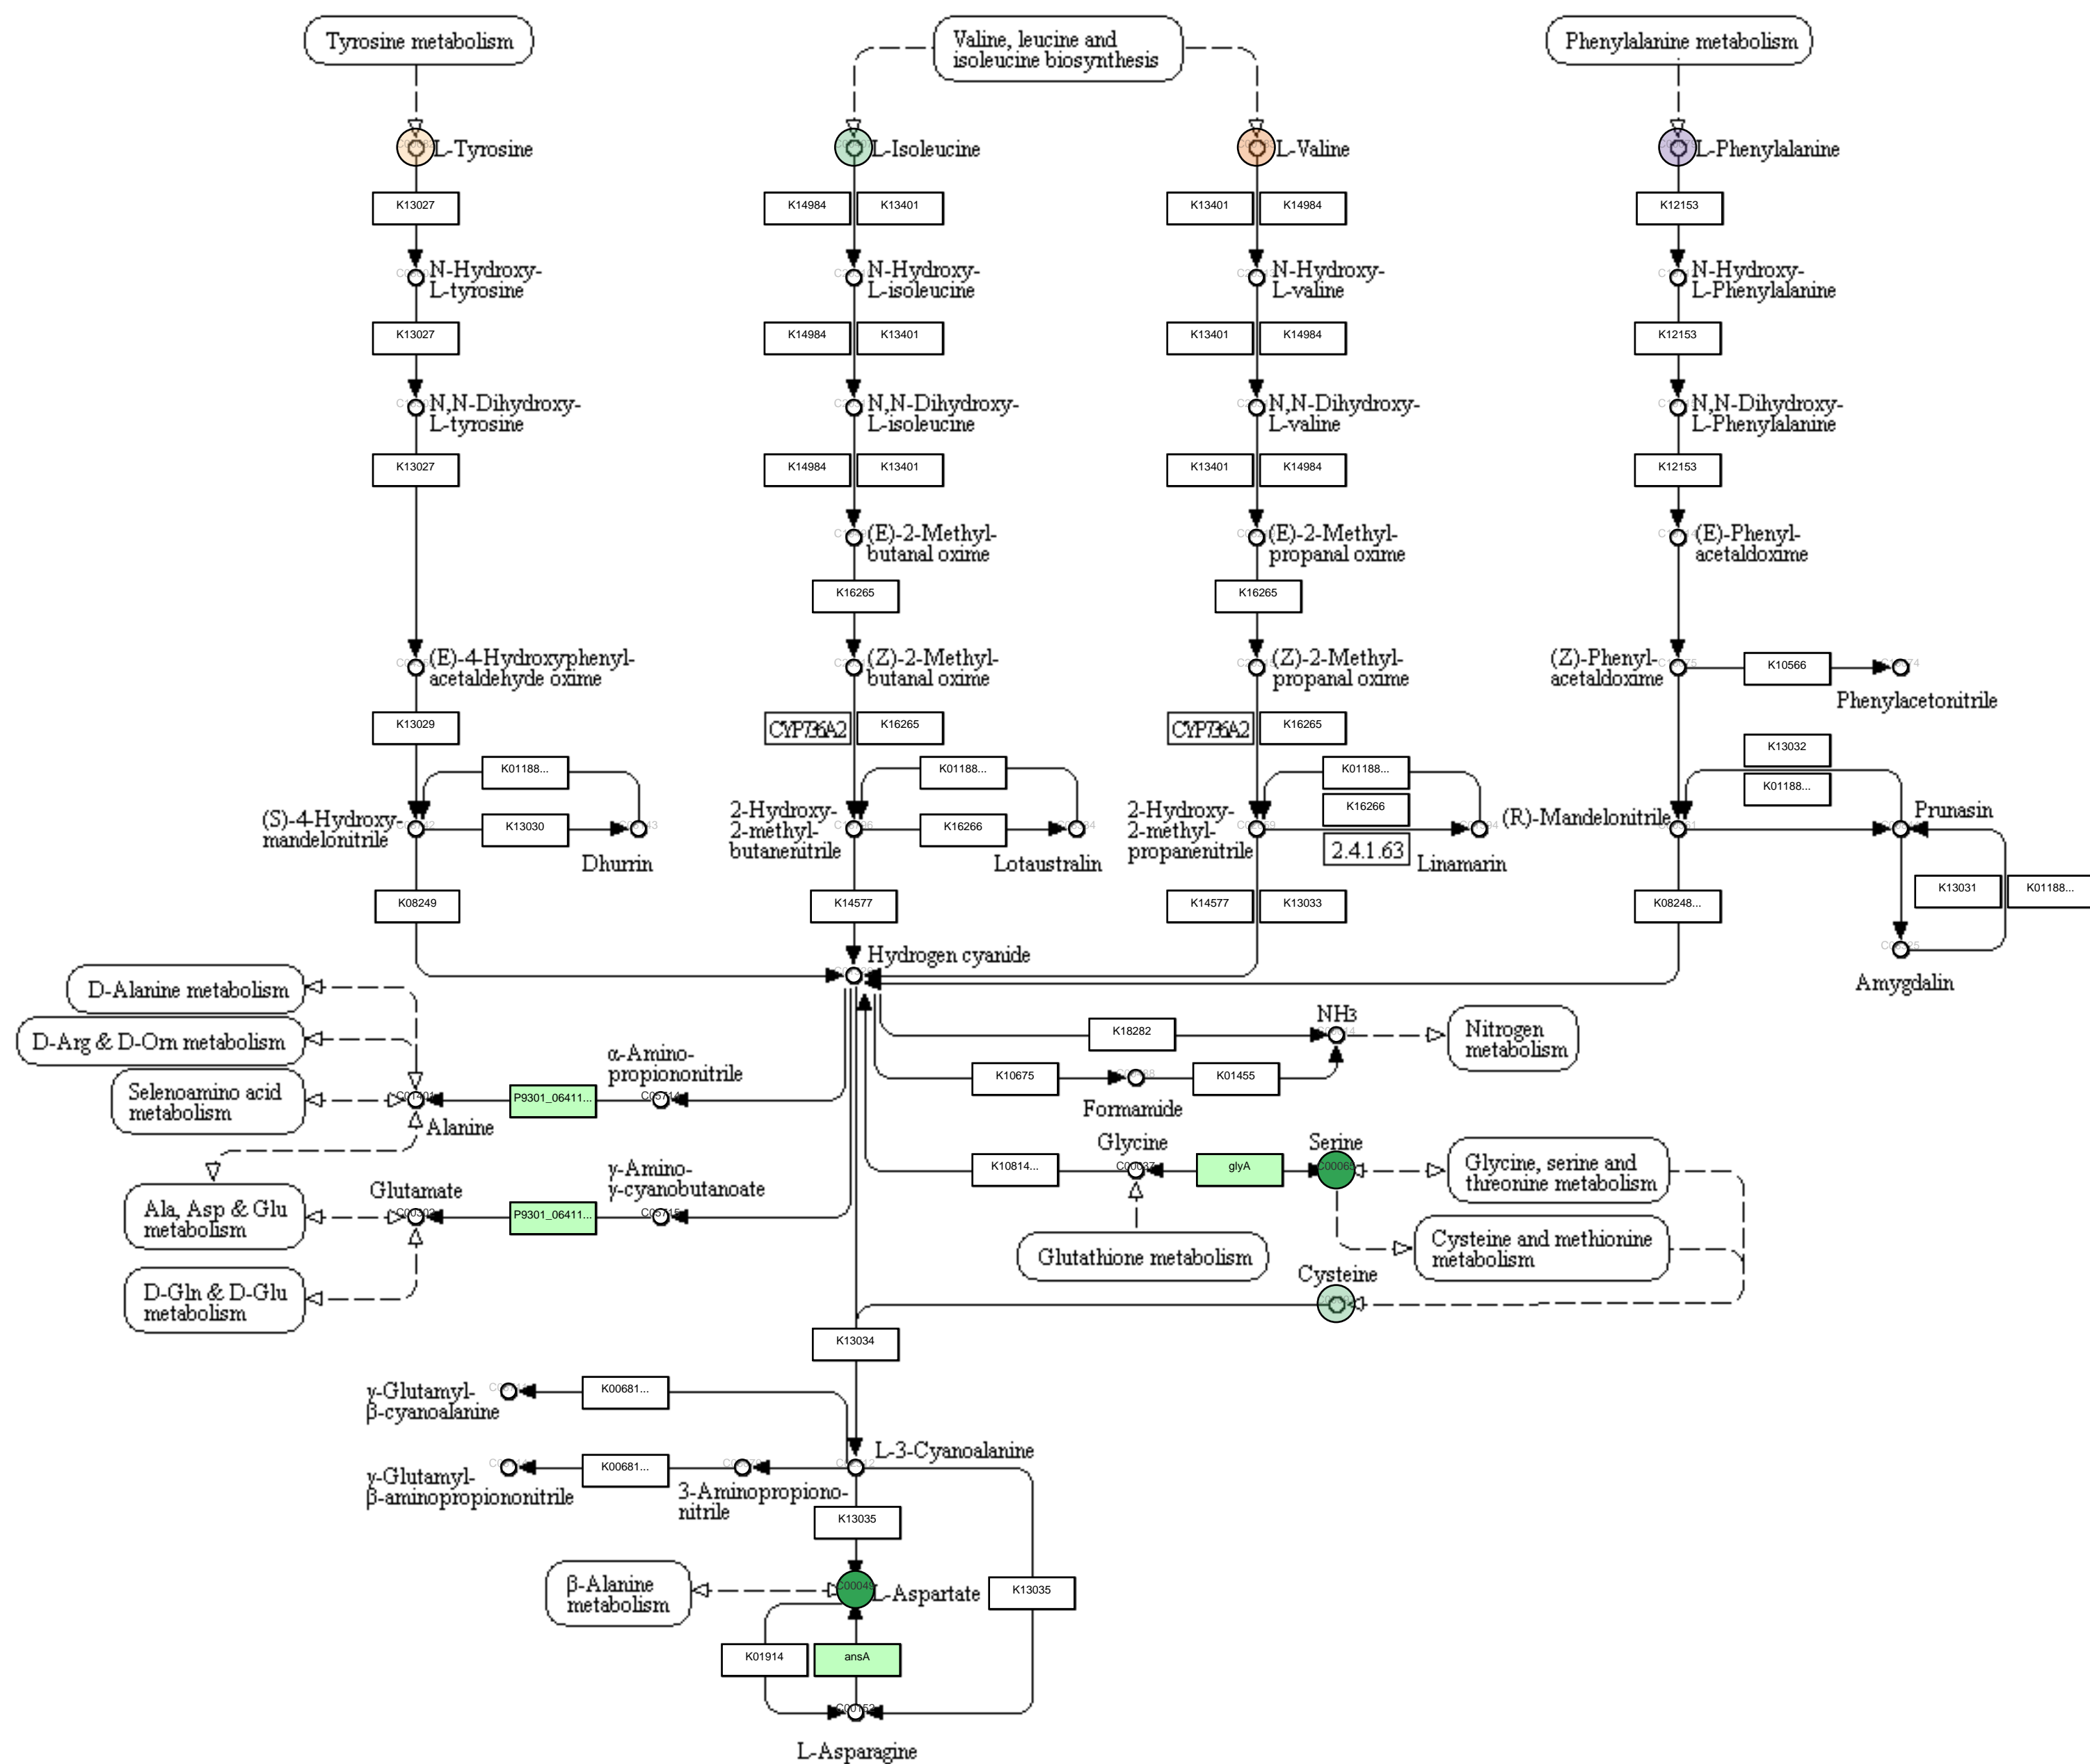 Tyrosine metabolism
Valine, leucine and
isoleucine biosynthesis
Phenylalanine metabolism
L-Tyrosine
L-Isoleucine
L-Valine
L-Phenylalanine
K13027
K14984
K13401
K13401
K14984
K12153
N-Hydroxy-
L-tyrosine
N-Hydroxy-
L-isoleucine
N-Hydroxy-
L-valine
N-Hydroxy-
L-Phenylalanine
K13027
K14984
K13401
K13401
K14984
K12153
N,N-Dihydroxy-
L-tyrosine
N,N-Dihydroxy-
L-isoleucine
N,N-Dihydroxy-
L-valine
N,N-Dihydroxy-
L-Phenylalanine
K13027
K14984
K13401
K13401
K14984
K12153
(E)-2-Methyl-
butanal oxime
(E)-2-Methyl-
propanal oxime
(E)-Phenyl-
acetaldoxime
K16265
K16265
(E)-4-Hydroxyphenyl-
acetaldehyde oxime
(Z)-2-Methyl-
butanal oxime
(Z)-2-Methyl-
propanal oxime
(Z)-Phenyl-
acetaldoxime
K10566
Phenylacetonitrile
K13029
CYP736A2
K16265
CYP736A2
K16265
K13032
K01188...
K01188...
K01188...
K01188...
(S)-4-Hydroxy-
mandelonitrile
K13030
Dhurrin
2-Hydroxy-
2-methyl-
butanenitrile
K16266
Lotaustralin
2-Hydroxy-
2-methyl-
propanenitrile
K16266
2.4.1.63
Linamarin
(R)-Mandelonitrile
Prunasin
K08249
K14577
K14577
K13033
K08248...
K13031
K01188...
Hydrogen cyanide
Amygdalin
D-Alanine metabolism
D-Arg & D-Orn metabolism
Selenoamino acid
metabolism
K18282
NH3
Nitrogen
metabolism
α-Amino-
propiononitrile
K10675
K01455
Formamide
P9301_06411...
Alanine
Glycine
Serine
K10814...
C00037
glyA
C00065
Glycine, serine and
threonine metabolism
γ-Amino-
γ-cyanobutanoate
Ala, Asp & Glu
metabolism
Glutamate
P9301_06411...
Glutathione metabolism
Cysteine and methionine
metabolism
D-Gln & D-Glu
metabolism
Cysteine
K13034
γ-Glutamyl-
β-cyanoalanine
K00681...
L-3-Cyanoalanine
γ-Glutamyl-
β-aminopropiononitrile
K00681...
3-Aminopropiono-
nitrile
K13035
β-Alanine
metabolism
C00049
L-Aspartate
K13035
K01914
ansA
C00152
L-Asparagine